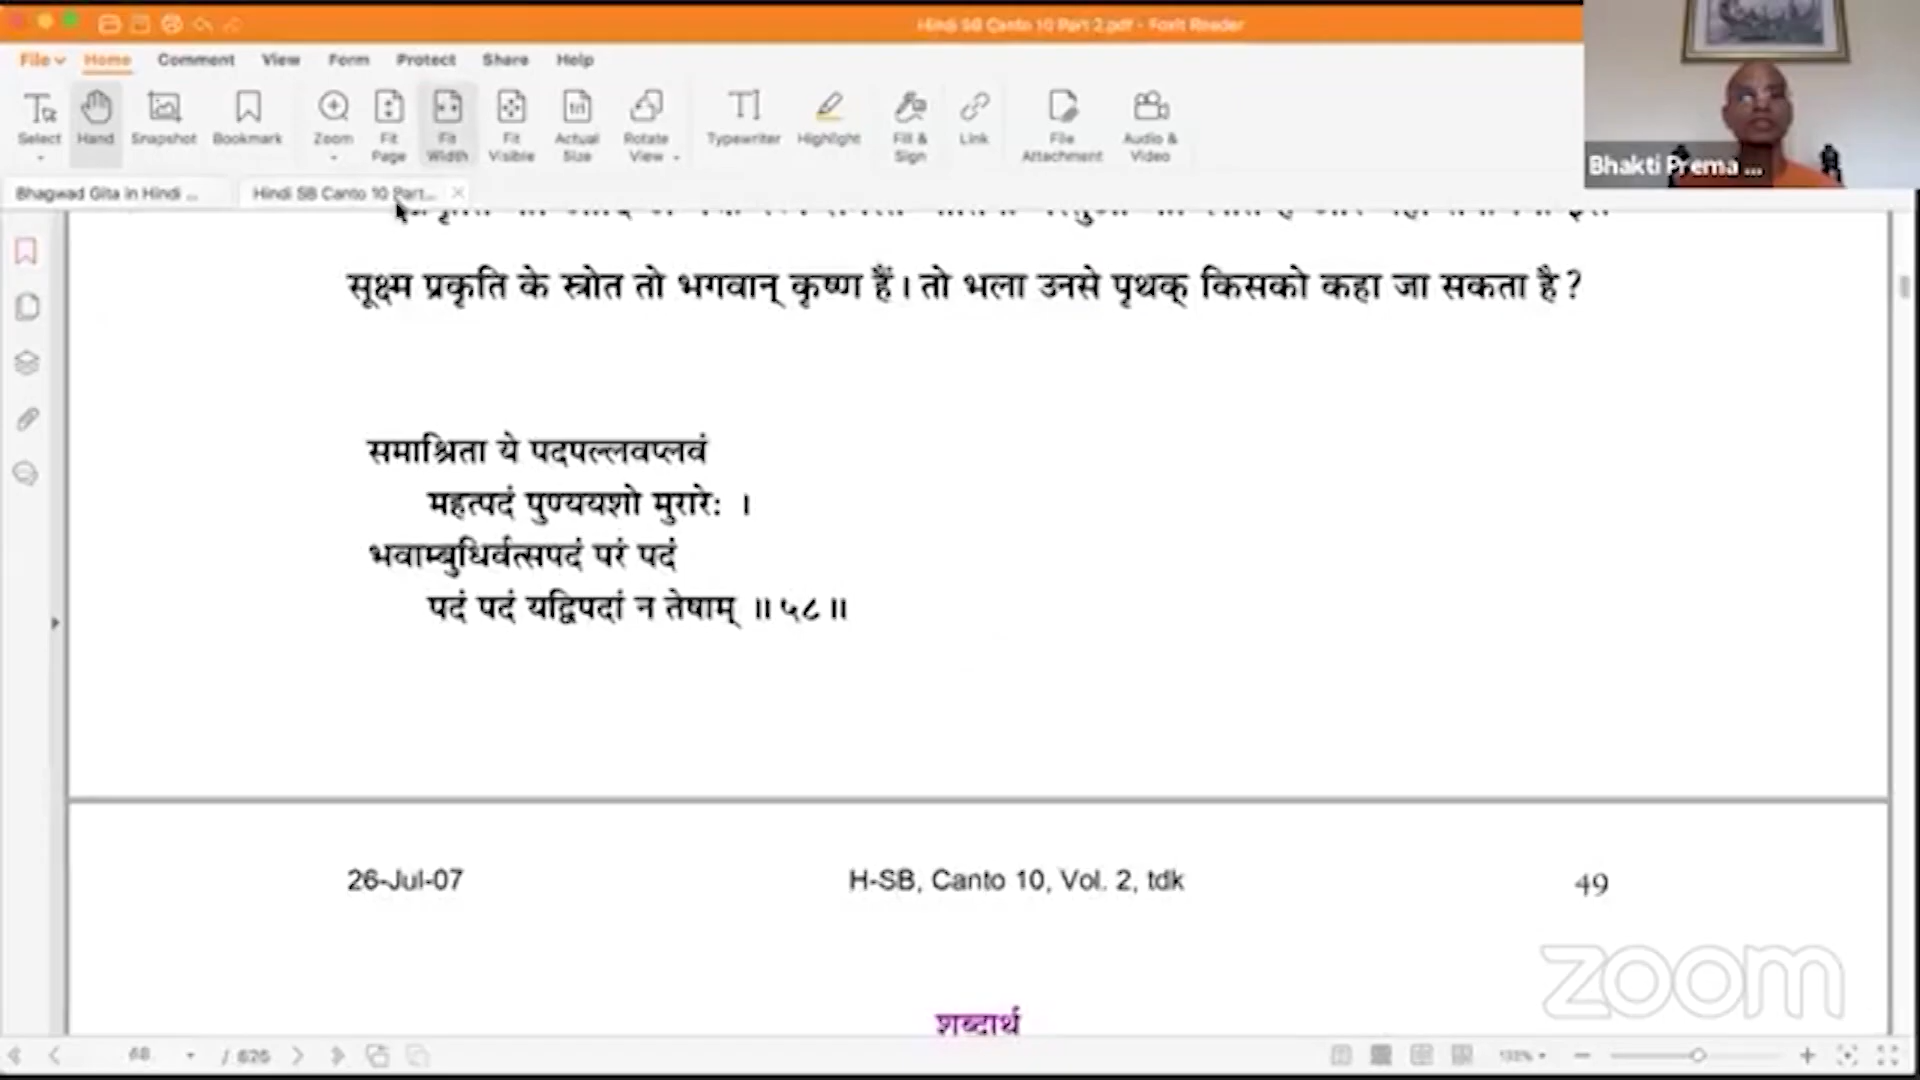 Hindi SB Canto 10 Part 2.pdf - Foxit Reader
File Home Comment View Form Protect Share Help
Select Hand Snapshot Bookmark Zoom Fit Page Fit Width Fit Visible Actual Size Rotate View Typewriter Highlight Fill & Sign Link File Attachment Audio & Video
Bhakti Prema ...
Bhagwad Gita in Hindi ... Hindi SB Canto 10 Part...
सूक्ष्म प्रकृति के स्त्रोत तो भगवान् कृष्ण हैं। तो भला उनसे पृथक् किसको कहा जा सकता है?
समाश्रिता ये पदपल्लवप्लवं
महत्पदं पुण्ययशो मुरारेः ।
भवाम्बुधिर्वत्सपदं परं पदं
पदं पदं यद्विपदां न तेषाम् ॥५८॥
26-Jul-07 H-SB, Canto 10, Vol. 2, tdk 49
zoom
शब्दार्थ
68 / 626